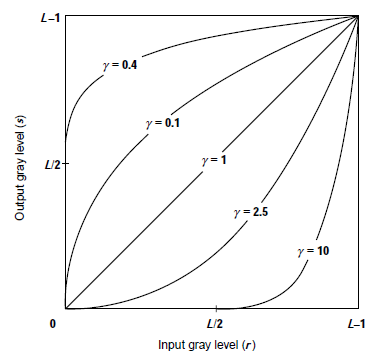 L–1
γ = 0.4
γ = 0.1
L/2
γ = 1
γ = 2.5
γ = 10
Output gray level (s)
0
L/2
L–1
Input gray level (r)